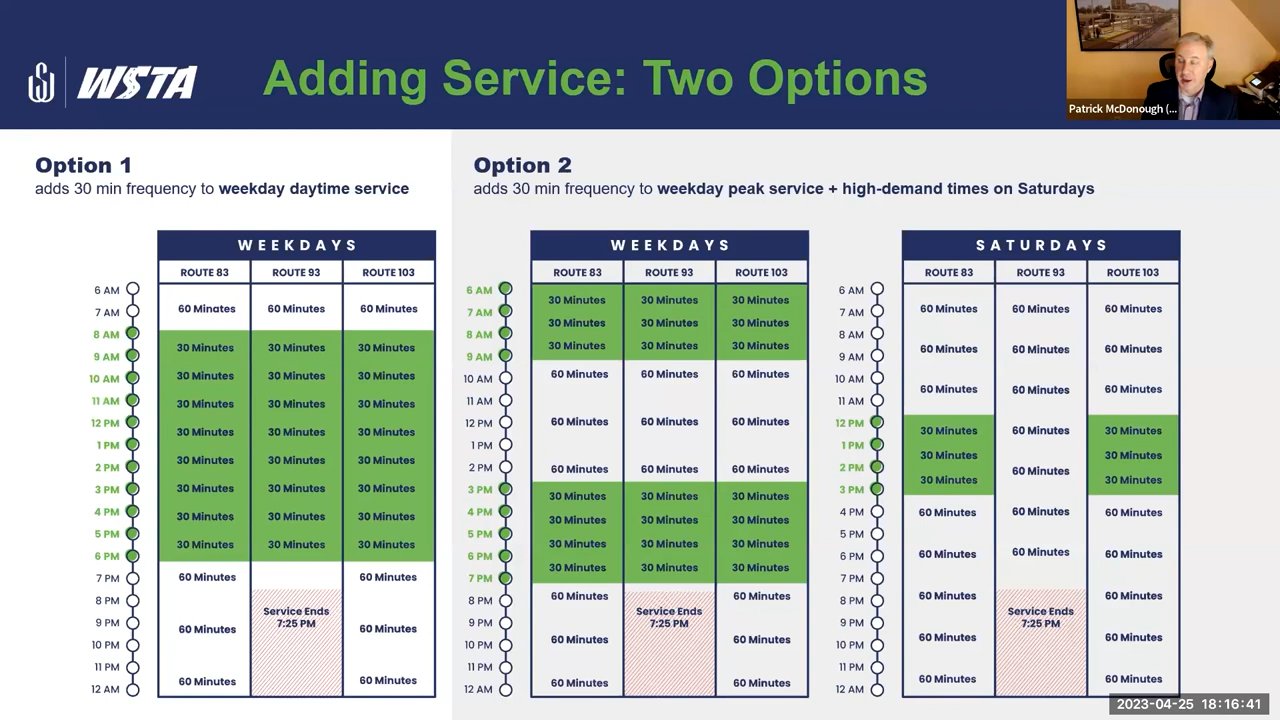 WSTA
Adding Service: Two Options
Patrick McDonough (...
Option 1
adds 30 min frequency to weekday daytime service
WEEKDAYS
ROUTE 83 ROUTE 93 ROUTE 103
6 AM
7 AM
8 AM
9 AM
10 AM
11 AM
12 PM
1 PM
2 PM
3 PM
4 PM
5 PM
6 PM
7 PM
8 PM
9 PM
10 PM
11 PM
12 AM
60 Minutes 60 Minutes 60 Minutes
30 Minutes 30 Minutes 30 Minutes
30 Minutes 30 Minutes 30 Minutes
30 Minutes 30 Minutes 30 Minutes
30 Minutes 30 Minutes 30 Minutes
30 Minutes 30 Minutes 30 Minutes
30 Minutes 30 Minutes 30 Minutes
30 Minutes 30 Minutes 30 Minutes
30 Minutes 30 Minutes 30 Minutes
60 Minutes 60 Minutes
Service Ends
7:25 PM
60 Minutes 60 Minutes
60 Minutes 60 Minutes
Option 2
adds 30 min frequency to weekday peak service + high-demand times on Saturdays
WEEKDAYS
ROUTE 83 ROUTE 93 ROUTE 103
6 AM
7 AM
8 AM
9 AM
10 AM
11 AM
12 PM
1 PM
2 PM
3 PM
4 PM
5 PM
6 PM
7 PM
8 PM
9 PM
10 PM
11 PM
12 AM
30 Minutes 30 Minutes 30 Minutes
30 Minutes 30 Minutes 30 Minutes
30 Minutes 30 Minutes 30 Minutes
60 Minutes 60 Minutes 60 Minutes
60 Minutes 60 Minutes 60 Minutes
60 Minutes 60 Minutes 60 Minutes
30 Minutes 30 Minutes 30 Minutes
30 Minutes 30 Minutes 30 Minutes
30 Minutes 30 Minutes 30 Minutes
30 Minutes 30 Minutes 30 Minutes
60 Minutes 60 Minutes
Service Ends
7:25 PM
60 Minutes 60 Minutes
60 Minutes 60 Minutes
SATURDAYS
ROUTE 83 ROUTE 93 ROUTE 103
6 AM
7 AM
8 AM
9 AM
10 AM
11 AM
12 PM
1 PM
2 PM
3 PM
4 PM
5 PM
6 PM
7 PM
8 PM
9 PM
10 PM
11 PM
12 AM
60 Minutes 60 Minutes 60 Minutes
60 Minutes 60 Minutes 60 Minutes
60 Minutes 60 Minutes 60 Minutes
30 Minutes 60 Minutes 30 Minutes
30 Minutes 60 Minutes 30 Minutes
30 Minutes 30 Minutes
60 Minutes 60 Minutes 60 Minutes
60 Minutes 60 Minutes 60 Minutes
60 Minutes 60 Minutes
Service Ends
7:25 PM
60 Minutes 60 Minutes
60 Minutes 60 Minutes
2023-04-25 18:16:41